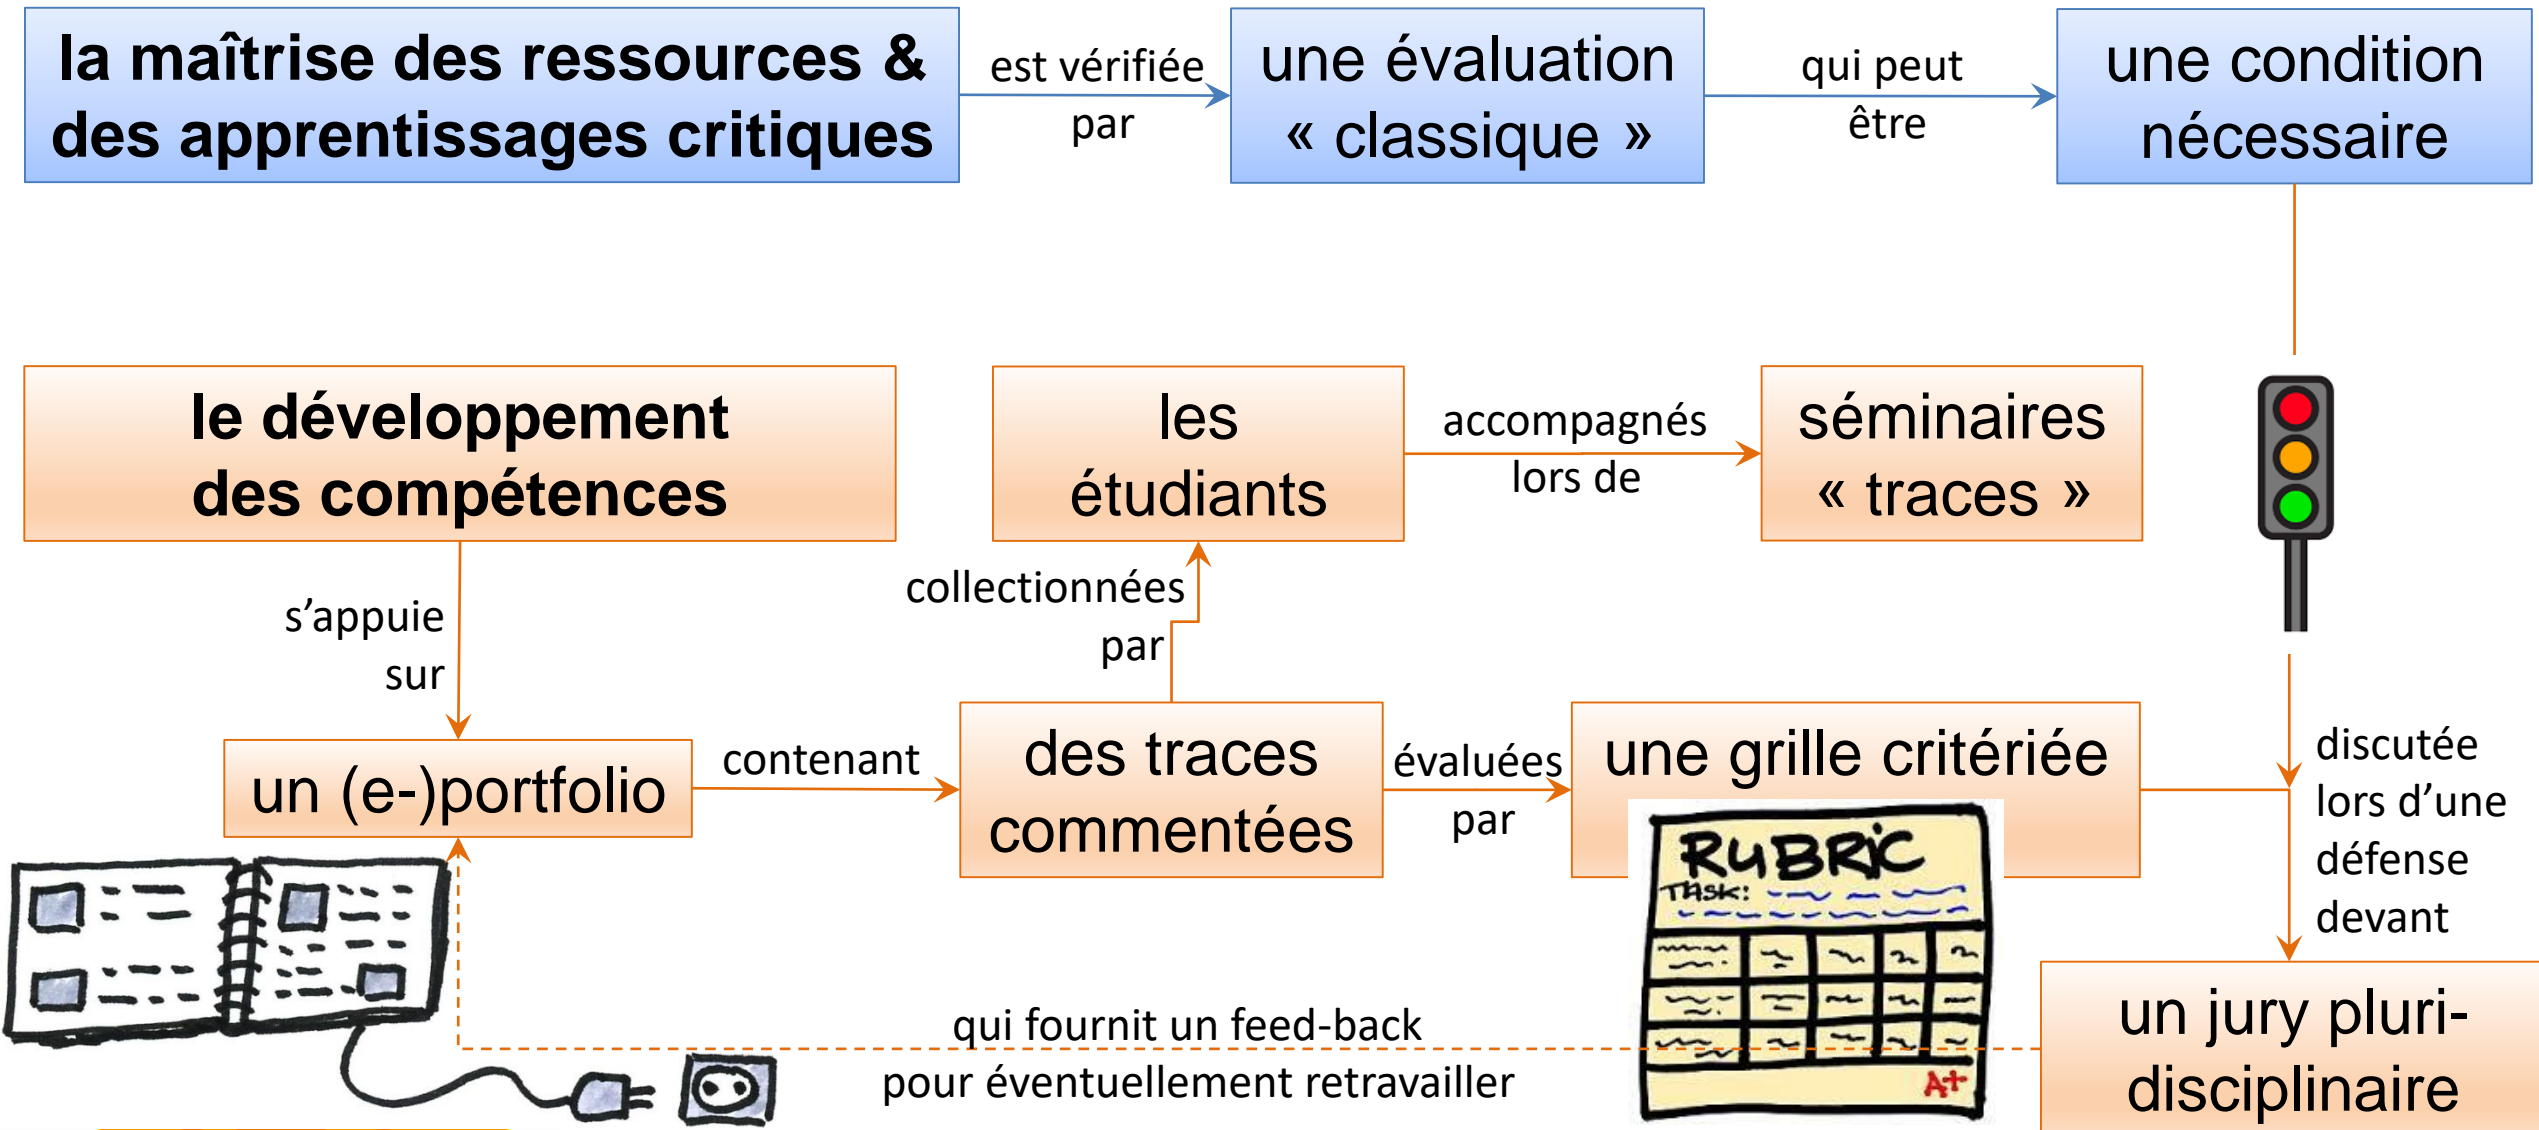 la maîtrise des ressources &
des apprentissages critiques
est vérifiée
par
une évaluation
« classique »
qui peut
être
une condition
nécessaire
le développement
des compétences
les
étudiants
accompagnés
lors de
séminaires
« traces »
s’appuie
sur
collectionnées
par
un (e-)portfolio
contenant
des traces
commentées
évaluées
par
une grille critériée
discutée
lors d’une
défense
devant
RUBRIC
TASK:
A+
qui fournit un feed-back
pour éventuellement retravailler
un jury pluri-
disciplinaire